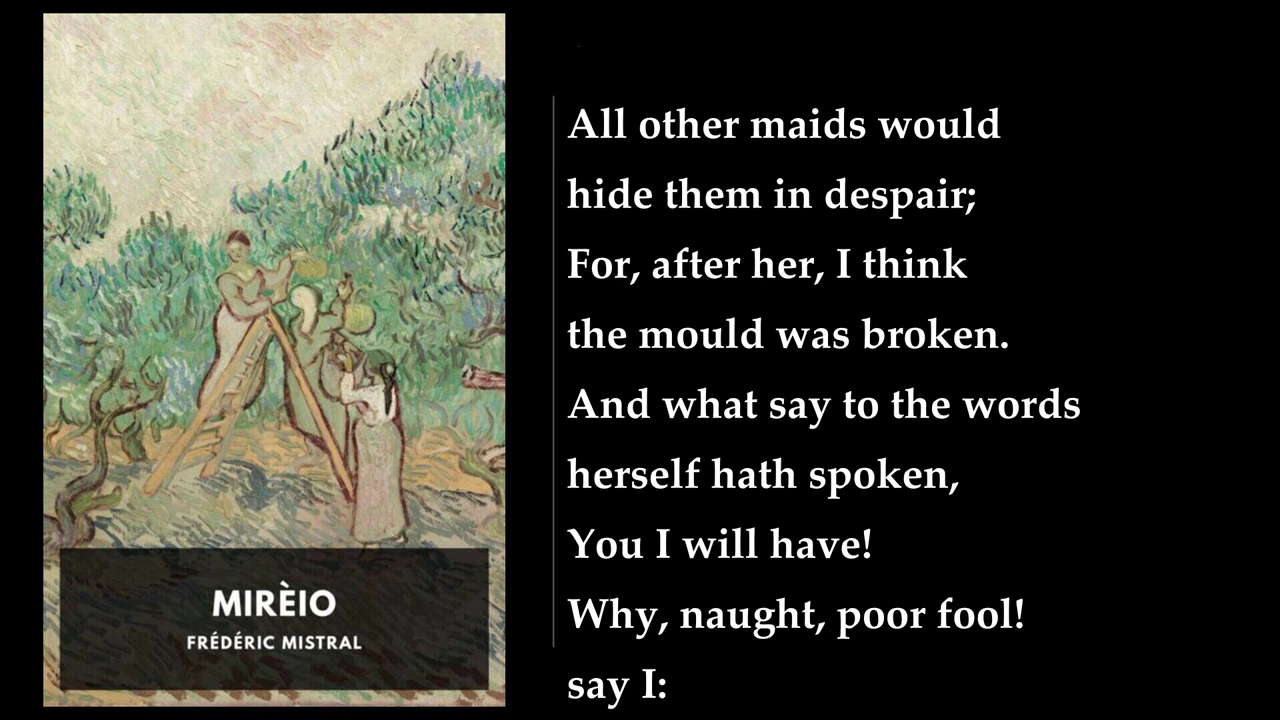 MIRÈIO
FRÉDÉRIC MISTRAL
All other maids would
hide them in despair;
For, after her, I think
the mould was broken.
And what say to the words
herself hath spoken,
You I will have!
Why, naught, poor fool!
say I: